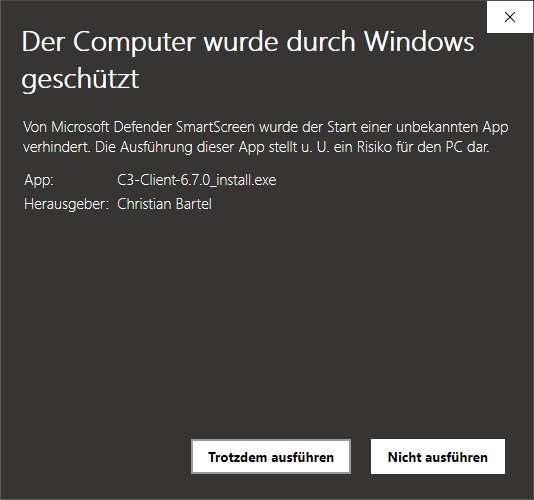 Der Computer wurde durch Windows
geschützt
Von Microsoft Defender SmartScreen wurde der Start einer unbekannten App
verhindert. Die Ausführung dieser App stellt u. U. ein Risiko für den PC dar.
App: C3-Client-6.7.0_install.exe
Herausgeber: Christian Bartel
Trotzdem ausführen Nicht ausführen